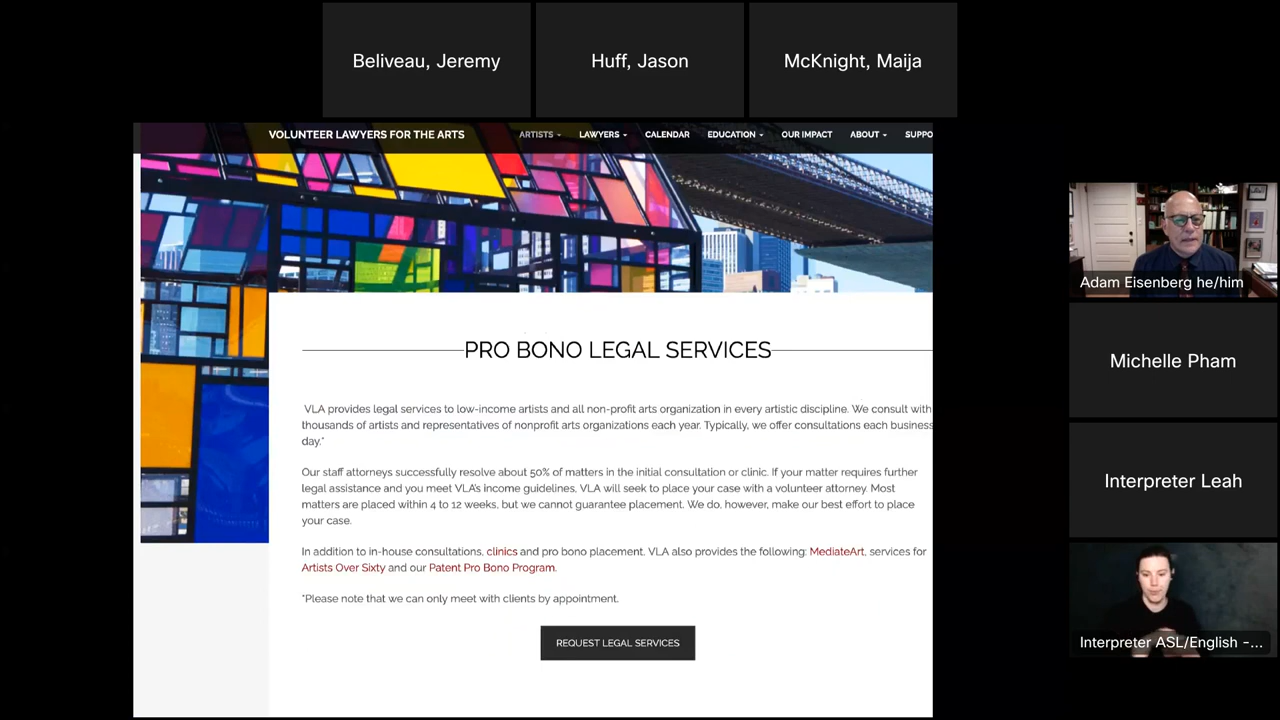 Beliveau, Jeremy
Huff, Jason
McKnight, Maija
VOLUNTEER LAWYERS FOR THE ARTS
ARTISTS
LAWYERS
CALENDAR
EDUCATION
OUR IMPACT
ABOUT
SUPPO
PRO BONO LEGAL SERVICES
VLA provides legal services to low-income artists and all non-profit arts organization in every artistic discipline. We consult with
thousands of artists and representatives of nonprofit arts organizations each year. Typically, we offer consultations each business
day.*
Our staff attorneys successfully resolve about 50% of matters in the initial consultation or clinic. If your matter requires further
legal assistance and you meet VLA's income guidelines, VLA will seek to place your case with a volunteer attorney. Most
matters are placed within 4 to 12 weeks, but we cannot guarantee placement. We do, however, make our best effort to place
your case.
In addition to in-house consultations, clinics and pro bono placement, VLA also provides the following: MediateArt, services for
Artists Over Sixty and our Patent Pro Bono Program.
*Please note that we can only meet with clients by appointment.
REQUEST LEGAL SERVICES
Adam Eisenberg he/him
Michelle Pham
Interpreter Leah
Interpreter ASL/English -...